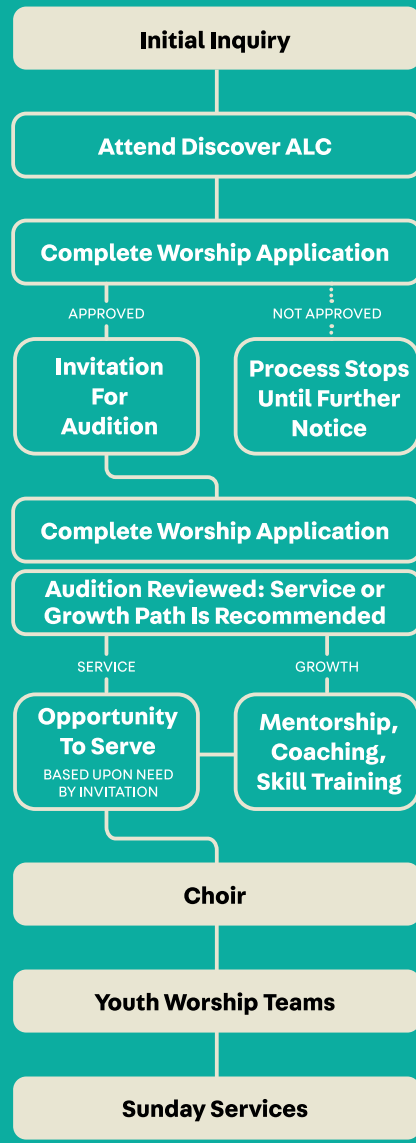 Initial Inquiry
Attend Discover ALC
Complete Worship Application
APPROVED
NOT APPROVED
Invitation
For
Audition
Process Stops
Until Further
Notice
Complete Worship Application
Audition Reviewed: Service or
Growth Path Is Recommended
SERVICE
GROWTH
Opportunity
To Serve
BASED UPON NEED
BY INVITATION
Mentorship,
Coaching,
Skill Training
Choir
Youth Worship Teams
Sunday Services